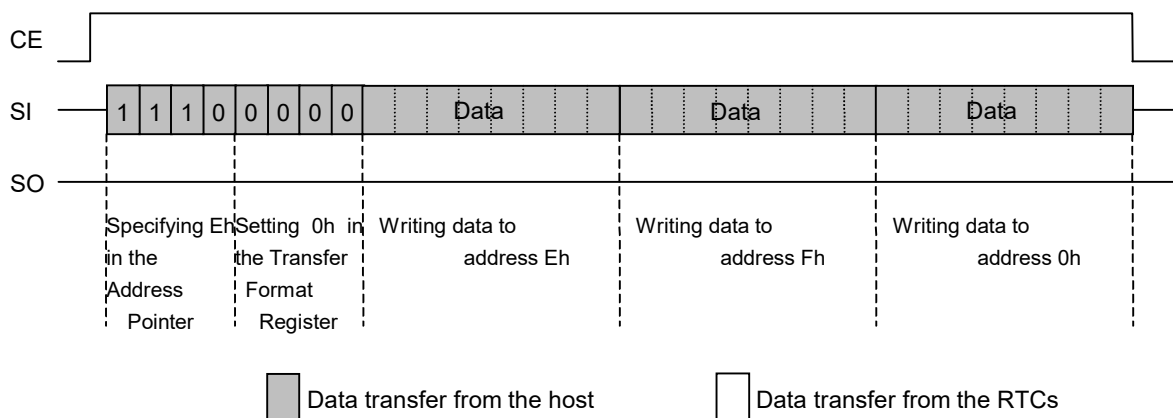 CE
SI 1 1 1 0 0 0 0 0 Data Data Data
SO
Specifying Eh Setting 0h in Writing data to Writing data to Writing data to
in the the Transfer address Eh address Fh address 0h
Address Format
Pointer Register
Data transfer from the host Data transfer from the RTCs